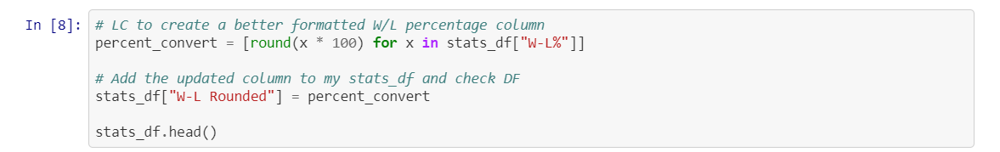 In [8]: # LC to create a better formatted W/L percentage column
percent_convert = [round(x * 100) for x in stats_df["W-L%"]]
# Add the updated column to my stats_df and check DF
stats_df["W-L Rounded"] = percent_convert
stats_df.head()